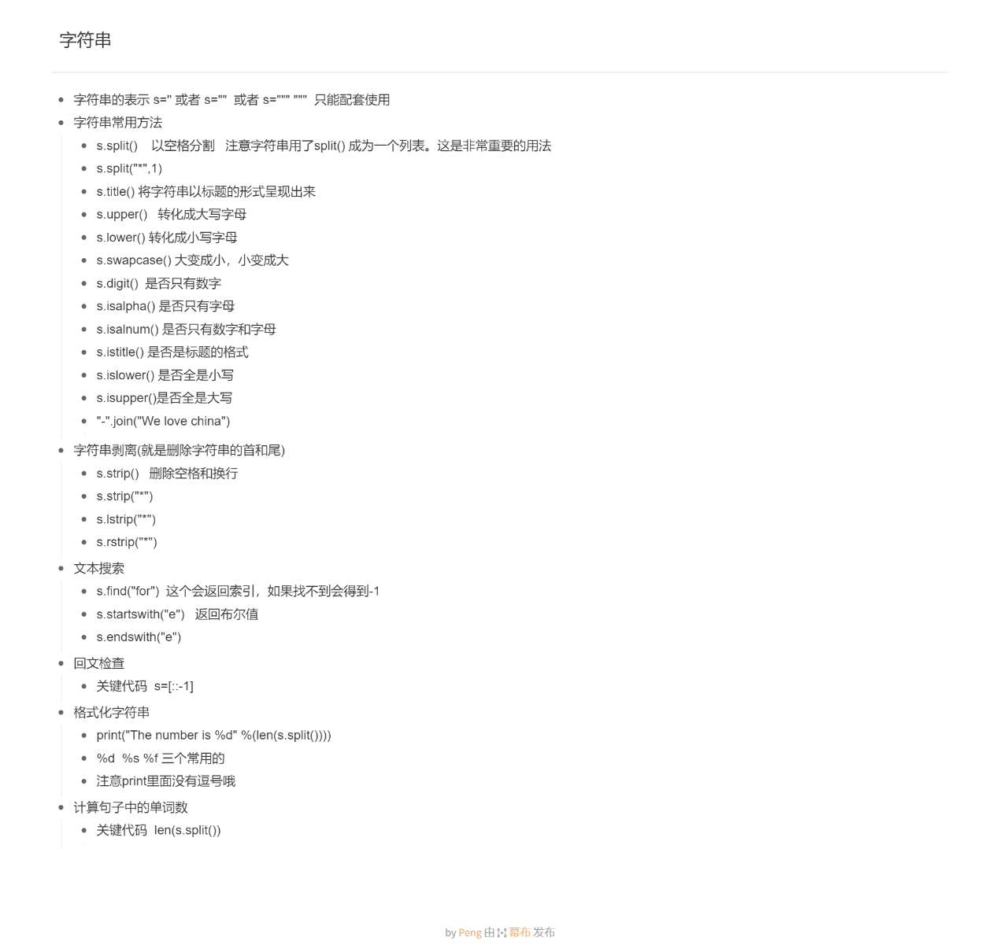 字符串
字符串的表示 s='' 或者 s=""  或者 s=""" """  只能配套使用
字符串常用方法
s.split()    以空格分割   注意字符串用了split() 成为一个列表。这是非常重要的用法
s.split("*",1)
s.title() 将字符串以标题的形式呈现出来
s.upper()   转化成大写字母
s.lower() 转化成小写字母
s.swapcase() 大变成小，小变成大
s.digit()  是否只有数字
s.isalpha() 是否只有字母
s.isalnum() 是否只有数字和字母
s.istitle() 是否是标题的格式
s.islower() 是否全是小写
s.isupper()是否全是大写
"-".join("We love china")
字符串剥离(就是删除字符串的首和尾)
s.strip()   删除空格和换行
s.strip("*")
s.lstrip("*")
s.rstrip("*")
文本搜索
s.find("for")  这个会返回索引，如果找不到会得到-1
s.startswith("e")   返回布尔值
s.endswith("e")
回文检查
关键代码  s=[::-1]
格式化字符串
print("The number is %d" %(len(s.split())))
%d  %s %f 三个常用的
注意print里面没有逗号哦
计算句子中的单词数
关键代码  len(s.split())
by Peng 由 幕布 发布